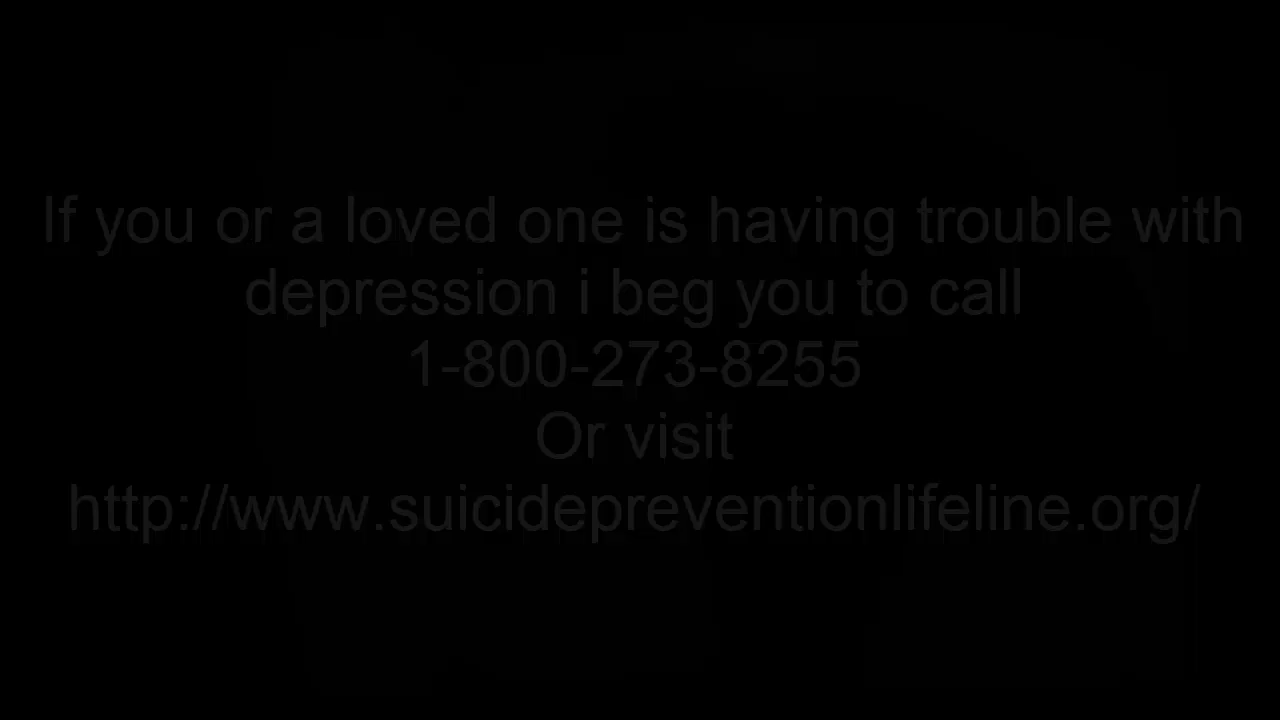 If you or a loved one is having trouble with
depression i beg you to call
1-800-273-8255
Or visit
http://www.suicidepreventionlifeline.org/